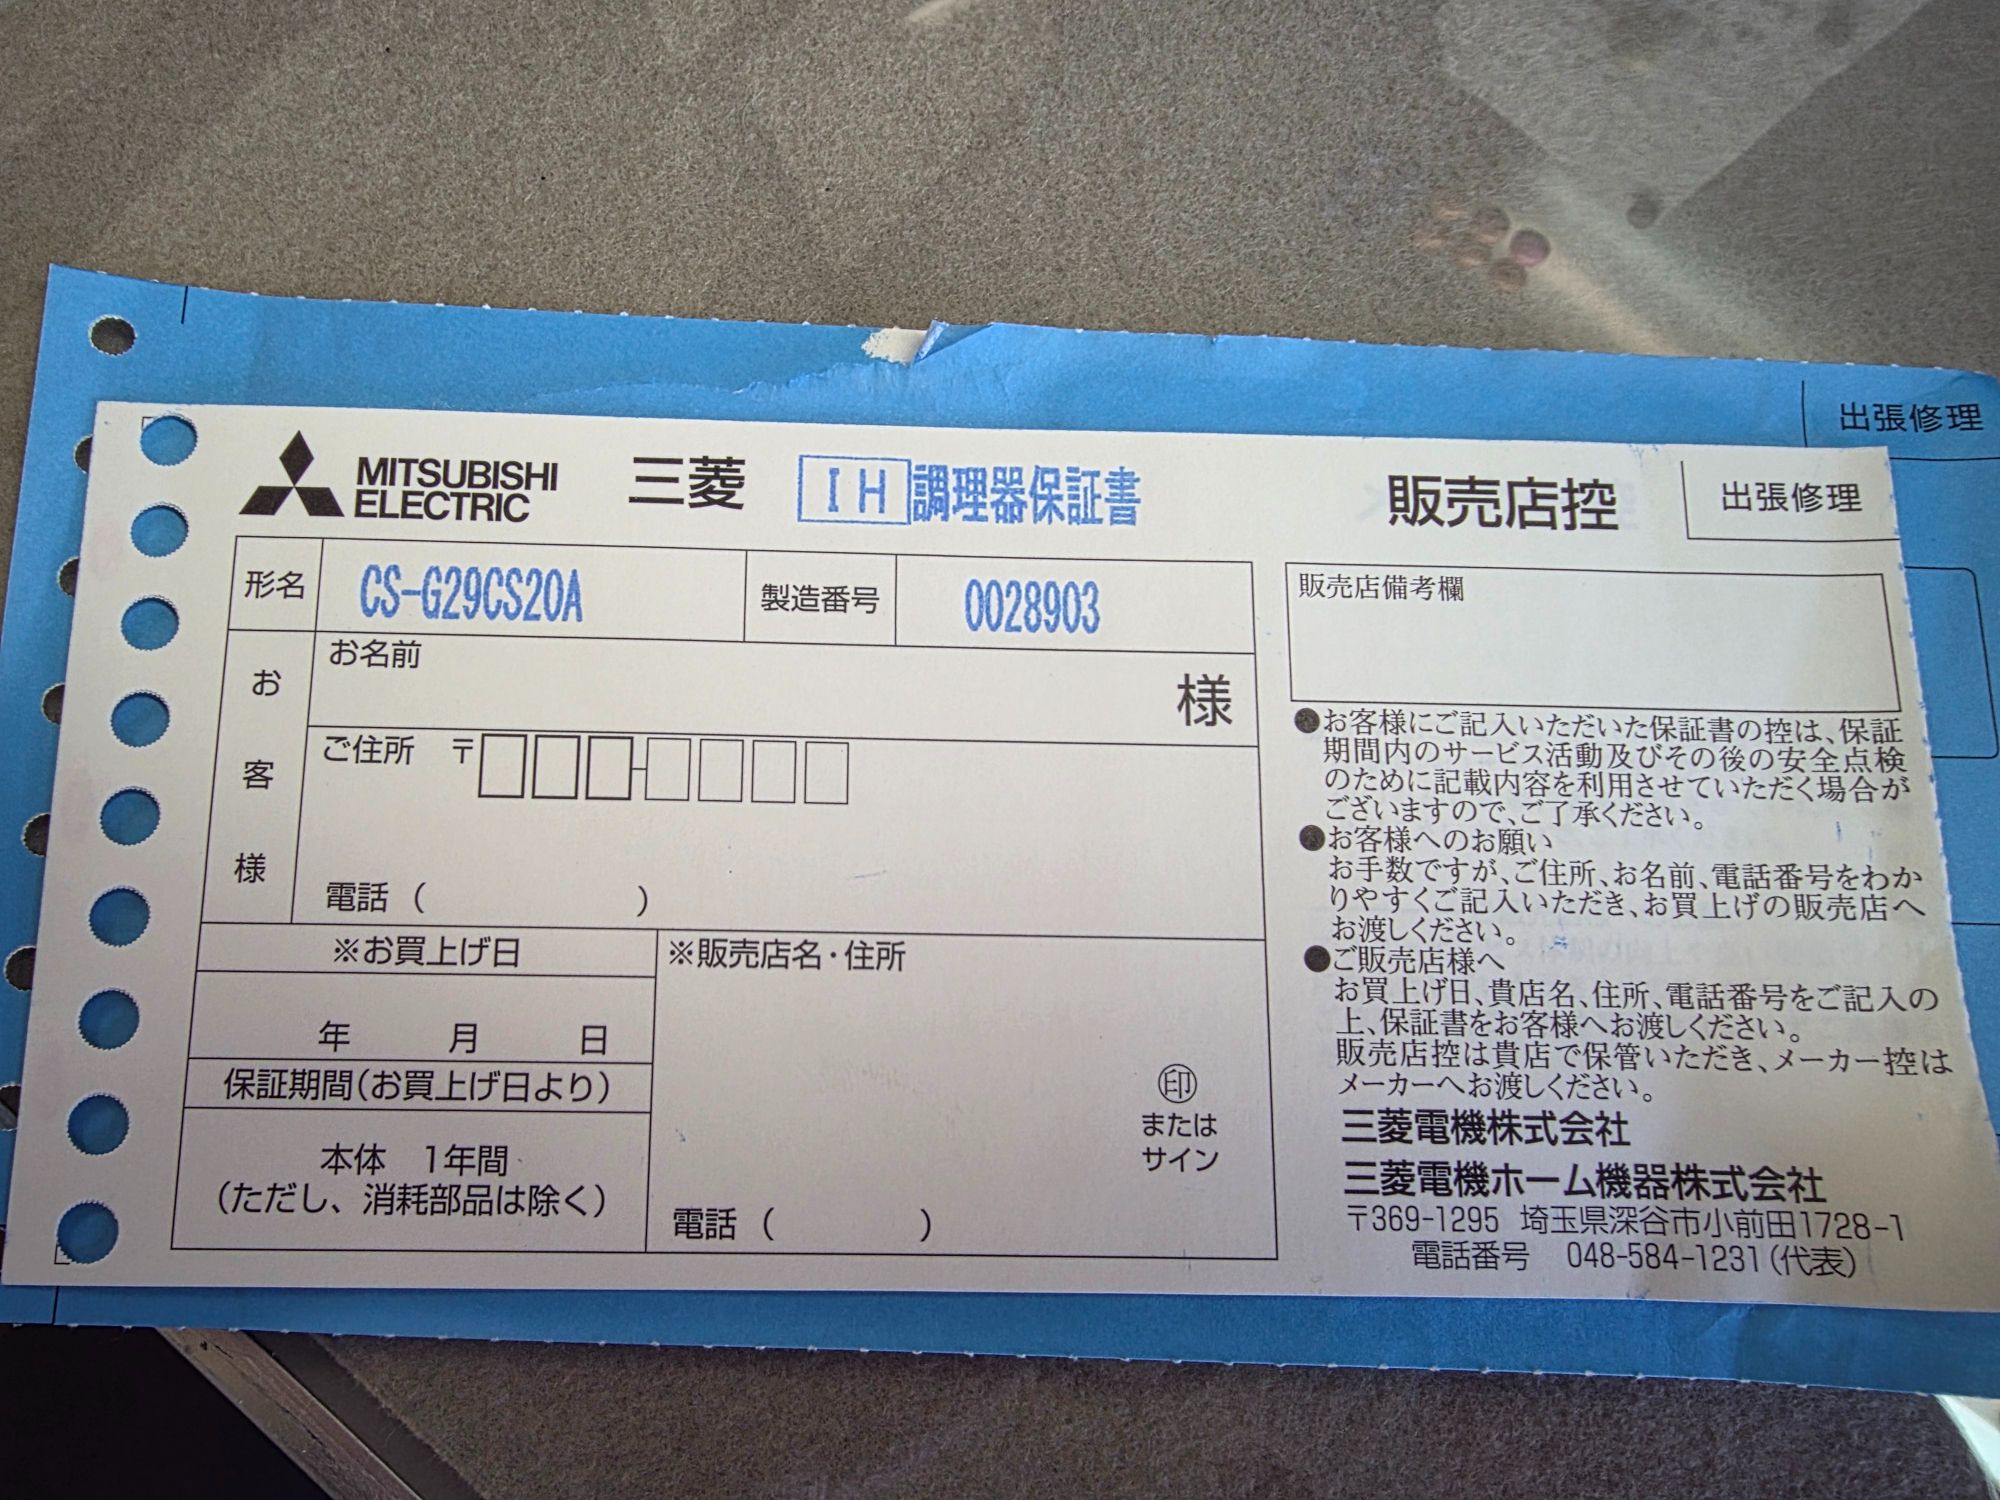 出張修理
MITSUBISHI
ELECTRIC
三菱 IH調理器保証書
販売店控
出張修理
形名 CS-G29CS20A 製造番号 0028903
お客様
お名前
様
ご住所 〒 -
電話 ( )
※お買上げ日
年 月 日
保証期間(お買上げ日より)
本体 1年間
(ただし、消耗部品は除く)
※販売店名・住所
印
または
サイン
電話 ( )
販売店備考欄
●お客様にご記入いただいた保証書の控は、保証
期間内のサービス活動及びその後の安全点検
のために記載内容を利用させていただく場合が
ございますので、ご了承ください。
●お客様へのお願い
お手数ですが、ご住所、お名前、電話番号をわか
りやすくご記入いただき、お買上げの販売店へ
お渡しください。
●ご販売店様へ
お買上げ日、貴店名、住所、電話番号をご記入の
上、保証書をお客様へお渡しください。
販売店控は貴店で保管いただき、メーカー控は
メーカーへお渡しください。
三菱電機株式会社
三菱電機ホーム機器株式会社
〒369-1295 埼玉県深谷市小前田1728-1
電話番号 048-584-1231(代表)